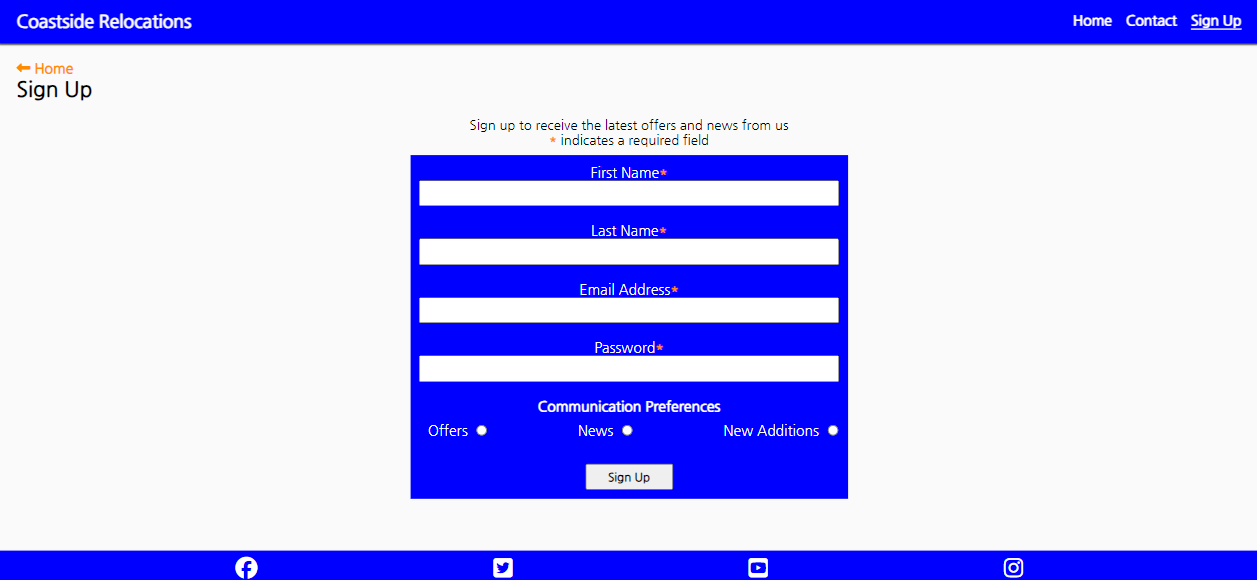 Coastside Relocations
Home Contact Sign Up
Home
Sign Up
Sign up to receive the latest offers and news from us
* indicates a required field
First Name*
Last Name*
Email Address*
Password*
Communication Preferences
Offers News New Additions
Sign Up